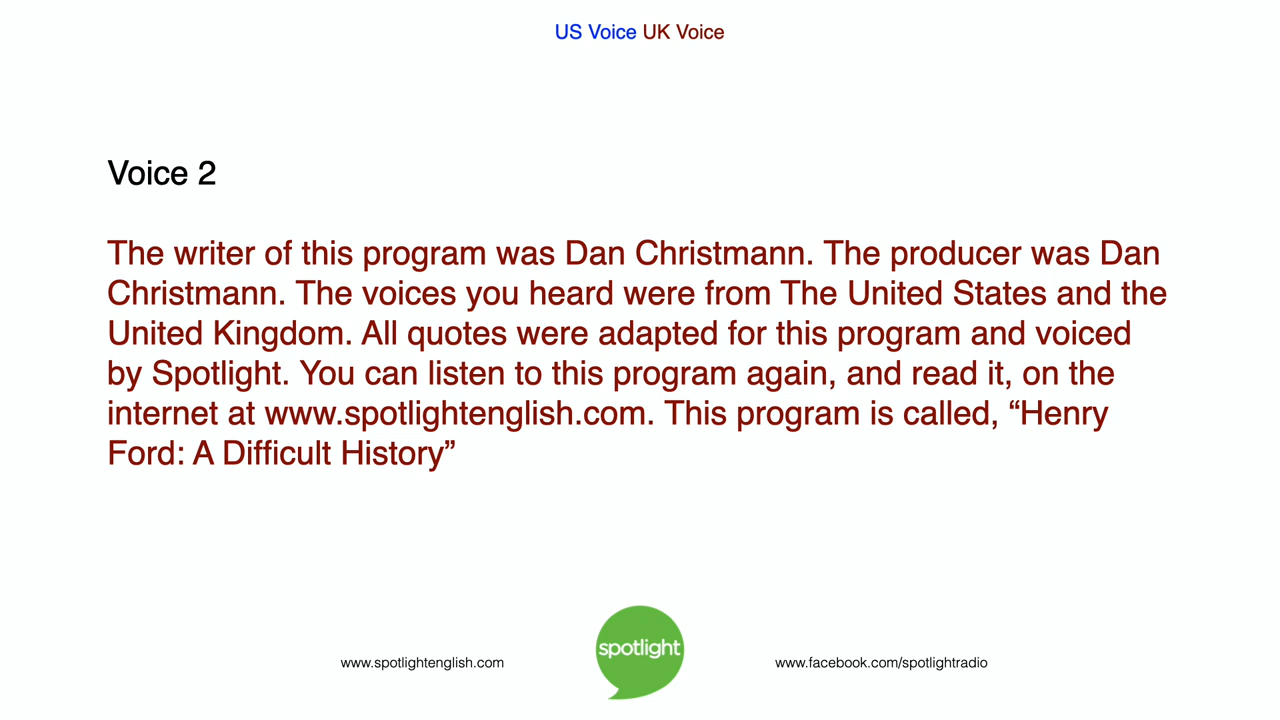 US Voice UK Voice
Voice 2
The writer of this program was Dan Christmann. The producer was Dan
Christmann. The voices you heard were from The United States and the
United Kingdom. All quotes were adapted for this program and voiced
by Spotlight. You can listen to this program again, and read it, on the
internet at www.spotlightenglish.com. This program is called, “Henry
Ford: A Difficult History”
spotlight
www.spotlightenglish.com
www.facebook.com/spotlightradio